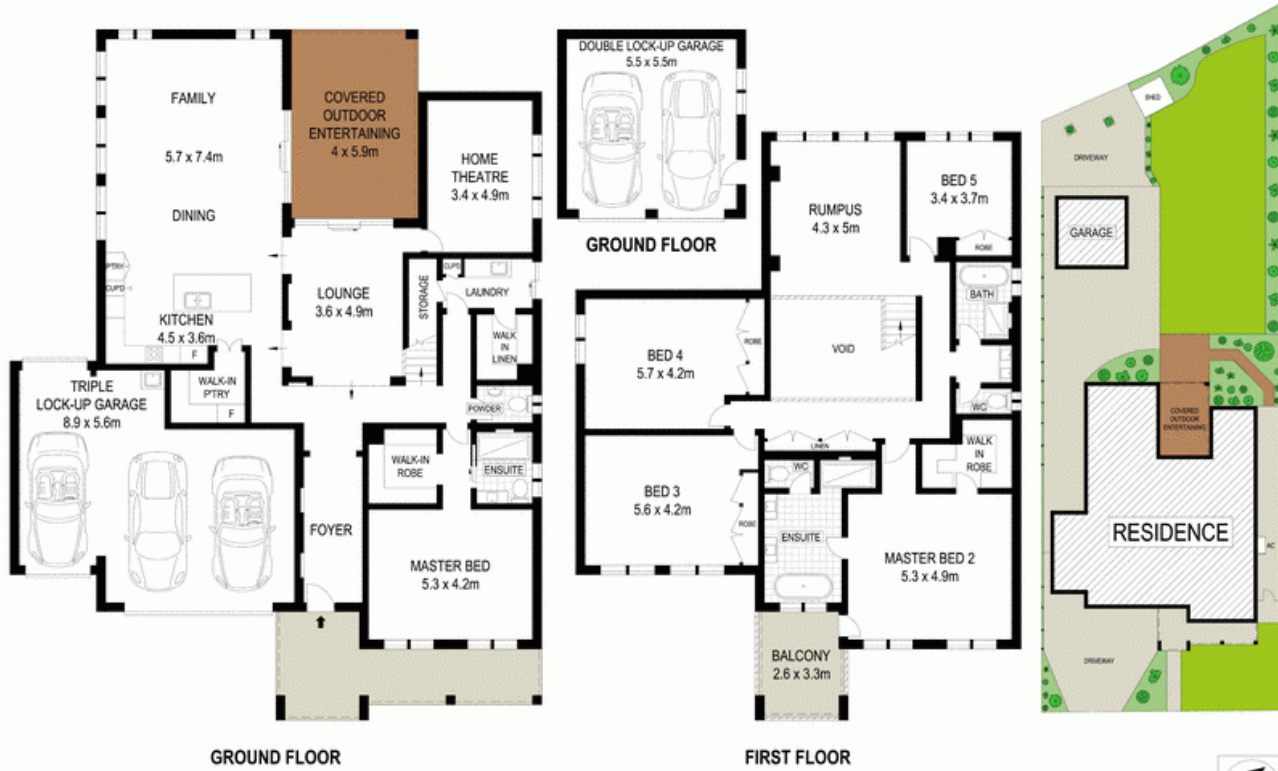 FAMILY
5.7 x 7.4m
DINING
PTRY
CUP'D
KITCHEN
4.5 x 3.6m
F
COVERED
OUTDOOR
ENTERTAINING
4 x 5.9m
HOME
THEATRE
3.4 x 4.9m
LOUNGE
3.6 x 4.9m
STORAGE
CUPD
LAUNDRY
WALK
IN
LINEN
POWDER
WALK-IN
P'TRY
F
TRIPLE
LOCK-UP GARAGE
8.9 x 5.6m
WALK-IN
ROBE
ENSUITE
FOYER
MASTER BED
5.3 x 4.2m
GROUND FLOOR
DOUBLE LOCK-UP GARAGE
5.5 x 5.5m
GROUND FLOOR
RUMPUS
4.3 x 5m
BED 5
3.4 x 3.7m
ROBE
BATH
WC
VOID
BED 4
5.7 x 4.2m
ROBE
LINEN
BED 3
5.6 x 4.2m
ROBE
WC
ENSUITE
WALK
IN
ROBE
MASTER BED 2
5.3 x 4.9m
BALCONY
2.6 x 3.3m
FIRST FLOOR
SHED
DRIVEWAY
GARAGE
COVERED
OUTDOOR
ENTERTAINING
RESIDENCE
AC
DRIVEWAY